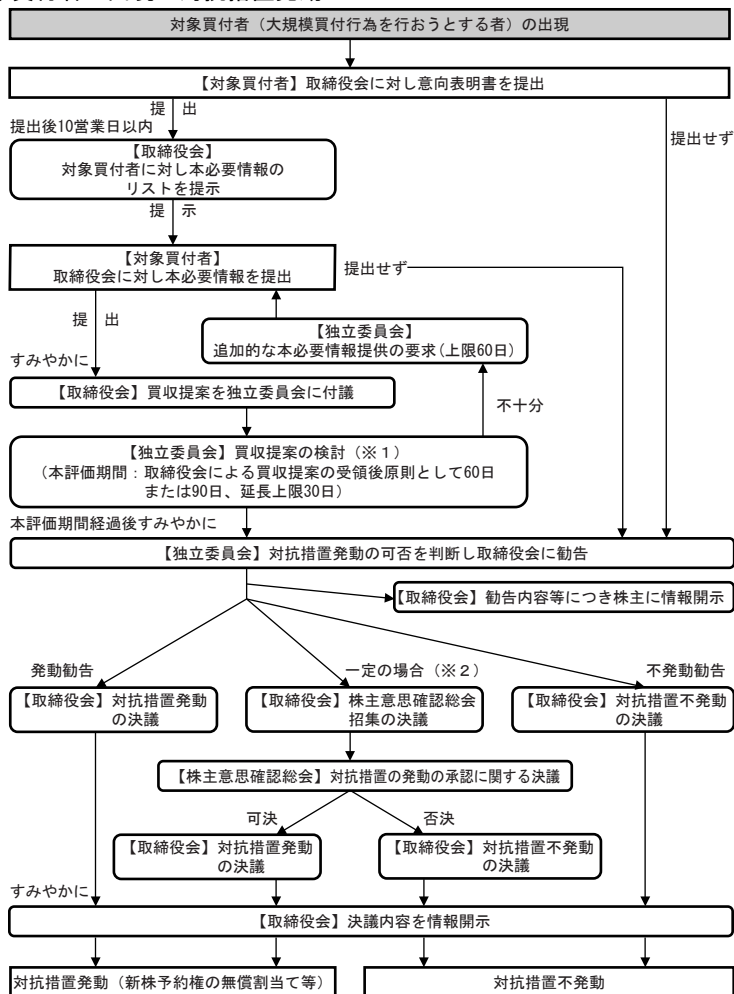 対象買付者（大規模買付行為を行おうとする者）の出現
【対象買付者】取締役会に対し意向表明書を提出
提 出
提出せず
提出後10営業日以内
【取締役会】
対象買付者に対し本必要情報の
リストを提示
提 示
【対象買付者】
取締役会に対し本必要情報を提出
提出せず
提 出
【独立委員会】
追加的な本必要情報提供の要求（上限60日）
すみやかに
【取締役会】買収提案を独立委員会に付議
不十分
【独立委員会】買収提案の検討（※１）
（本評価期間：取締役会による買収提案の受領後原則として60日
または90日、延長上限30日）
本評価期間経過後すみやかに
【独立委員会】対抗措置発動の可否を判断し取締役会に勧告
【取締役会】勧告内容等につき株主に情報開示
発動勧告
一定の場合（※２）
不発動勧告
【取締役会】対抗措置発動
の決議
【取締役会】株主意思確認総会
招集の決議
【取締役会】対抗措置不発動
の決議
【株主意思確認総会】対抗措置の発動の承認に関する決議
可決
否決
【取締役会】対抗措置発動
の決議
【取締役会】対抗措置不発動
の決議
すみやかに
【取締役会】決議内容を情報開示
対抗措置発動（新株予約権の無償割当て等）
対抗措置不発動